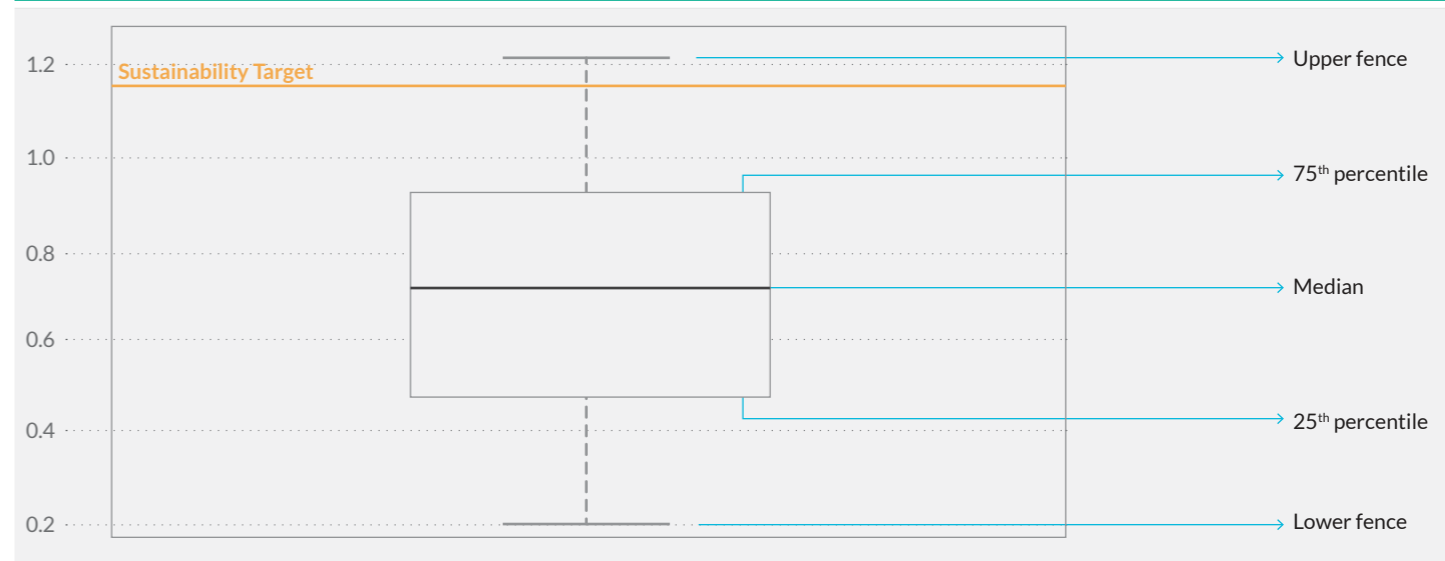 1.2
Sustainability Target
Upper fence
1.0
75th percentile
0.8
Median
0.6
0.4
25th percentile
0.2
Lower fence